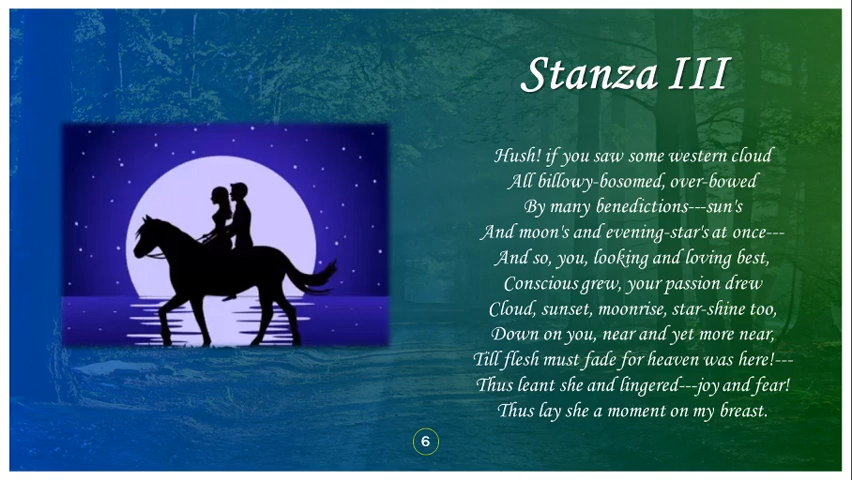 Stanza III
Hush! if you saw some western cloud
All billowy-bosomed, over-bowed
By many benedictions---sun's
And moon's and evening-star's at once---
And so, you, looking and loving best,
Conscious grew, your passion drew
Cloud, sunset, moonrise, star-shine too,
Down on you, near and yet more near,
Till flesh must fade for heaven was here!---
Thus leant she and lingered---joy and fear!
Thus lay she a moment on my breast.
6